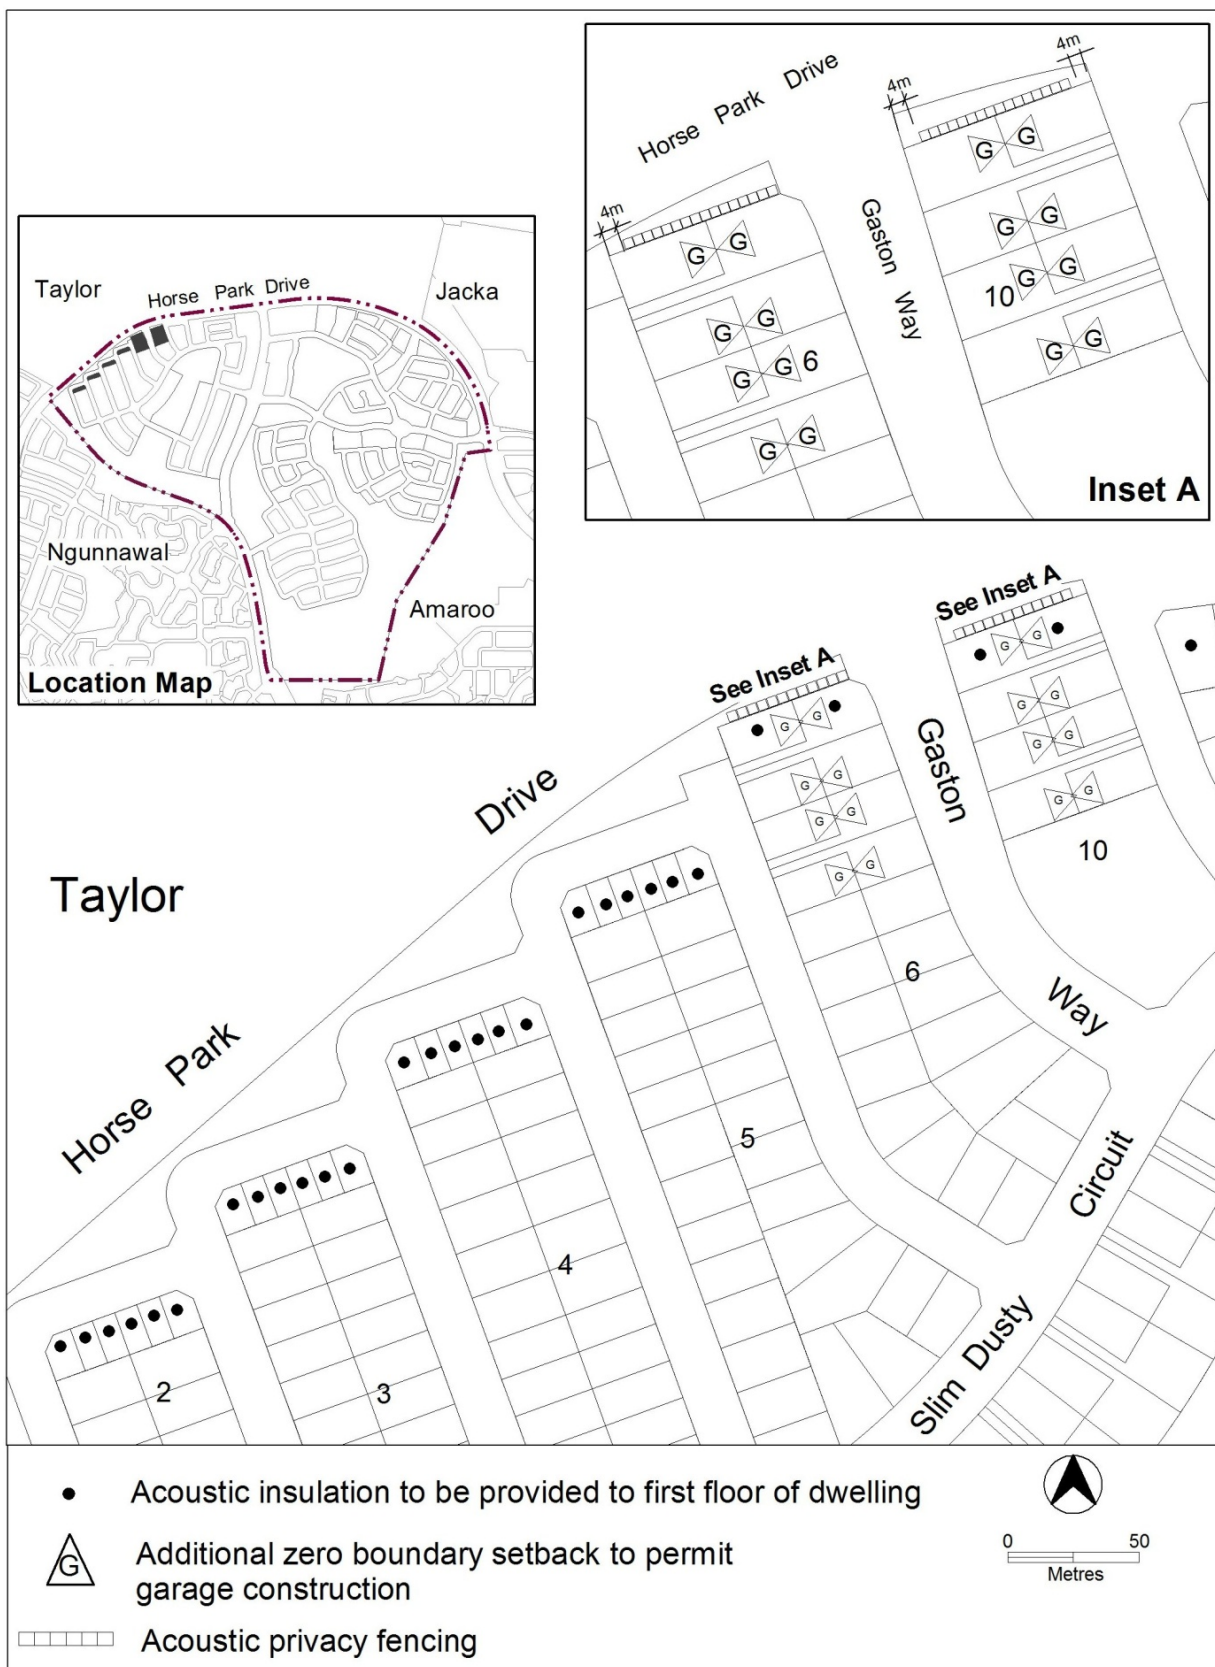 4m
4m
4m
Horse Park Drive
Gaston Way
G G
G G
G G
G G
10
G G
G G
G G
G G
6
Inset A
Taylor
Horse Park Drive
Jacka
Ngunnawal
Amaroo
Location Map
See Inset A
See Inset A
G G
G G
G G
G G
G G
G G
G G
G G
Taylor
Horse Park Drive
Gaston Way
10
6
5
4
3
2
Slim Dusty Circuit
Acoustic insulation to be provided to first floor of dwelling
G
Additional zero boundary setback to permit
garage construction
Acoustic privacy fencing
0 50
Metres